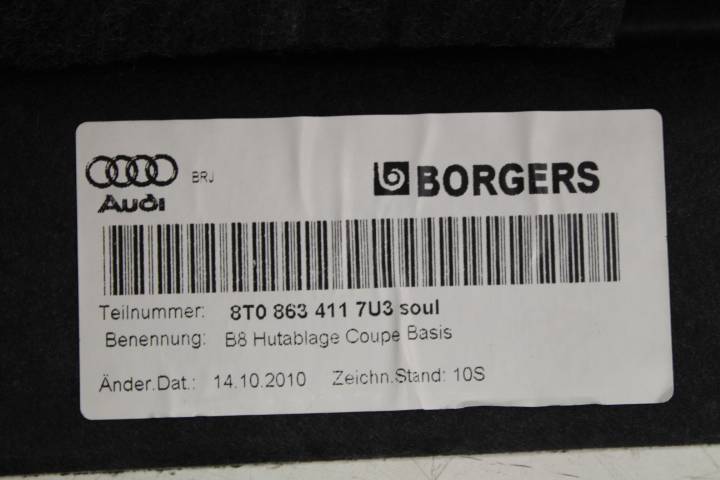 Audi
BRJ
BORGERS
Teilnummer: 8T0 863 411 7U3 soul
Benennung: B8 Hutablage Coupe Basis
Änder.Dat.: 14.10.2010 Zeichn.Stand: 10S